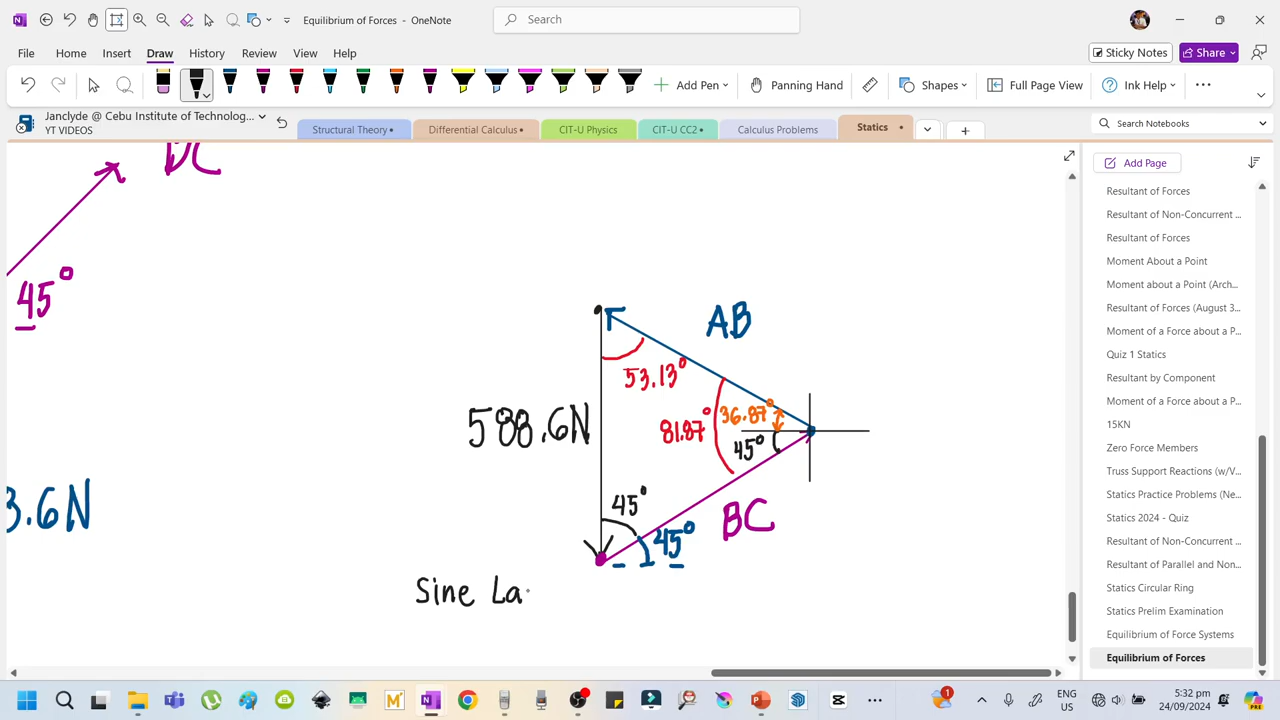 Equilibrium of Forces - OneNote
Search
File Home Insert Draw History Review View Help
Sticky Notes Share
Add Pen Panning Hand Shapes Full Page View Ink Help
Janclyde @ Cebu Institute of Technolog...
YT VIDEOS
Structural Theory Differential Calculus CIT-U Physics CIT-U CC2 Calculus Problems Statics
Search Notebooks
Add Page
Resultant of Forces
Resultant of Non-Concurrent ...
Resultant of Forces
Moment About a Point
Moment about a Point (Arch...
Resultant of Forces (August 3...
Moment of a Force about a P...
Quiz 1 Statics
Resultant by Component
Moment of a Force about a P...
15KN
Zero Force Members
Truss Support Reactions (w/V...
Statics Practice Problems (Ne...
Statics 2024 - Quiz
Resultant of Non-Concurrent ...
Resultant of Parallel and Non...
Statics Circular Ring
Statics Prelim Examination
Equilibrium of Force Systems
Equilibrium of Forces
45°
3.6N
AB
53.13°
588.6N
81.87°
36.87°
45°
45°
BC
45°
Sine La
1
ENG
US
5:32 pm
24/09/2024